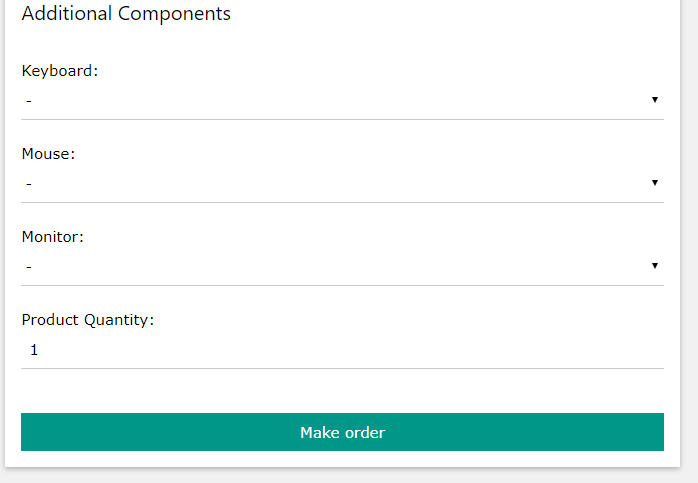 Additional Components
Keyboard:
-
Mouse:
-
Monitor:
-
Product Quantity:
1
Make order